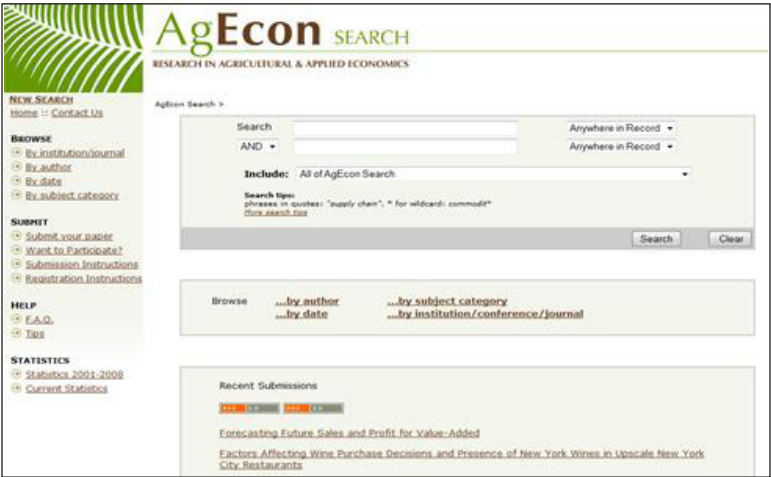 AgEcon SEARCH
RESEARCH IN AGRICULTURAL & APPLIED ECONOMICS
NEW SEARCH
Home :: Contact Us
BROWSE
By institution/journal
By author
By date
By subject category
SUBMIT
Submit your paper
Want to Participate?
Submission Instructions
Registration Instructions
HELP
F.A.Q.
Tips
STATISTICS
Statistics 2001-2008
Current Statistics
AgEcon Search >
Search Anywhere in Record
AND Anywhere in Record
Include: All of AgEcon Search
Search tips:
phrases in quotes: "supply chain", * for wildcard: commodit*
More search tips
Search Clear
Browse ...by author ...by subject category
...by date ...by institution/conference/journal
Recent Submissions
Forecasting Future Sales and Profit for Value-Added
Factors Affecting Wine Purchase Decisions and Presence of New York Wines in Upscale New York
City Restaurants